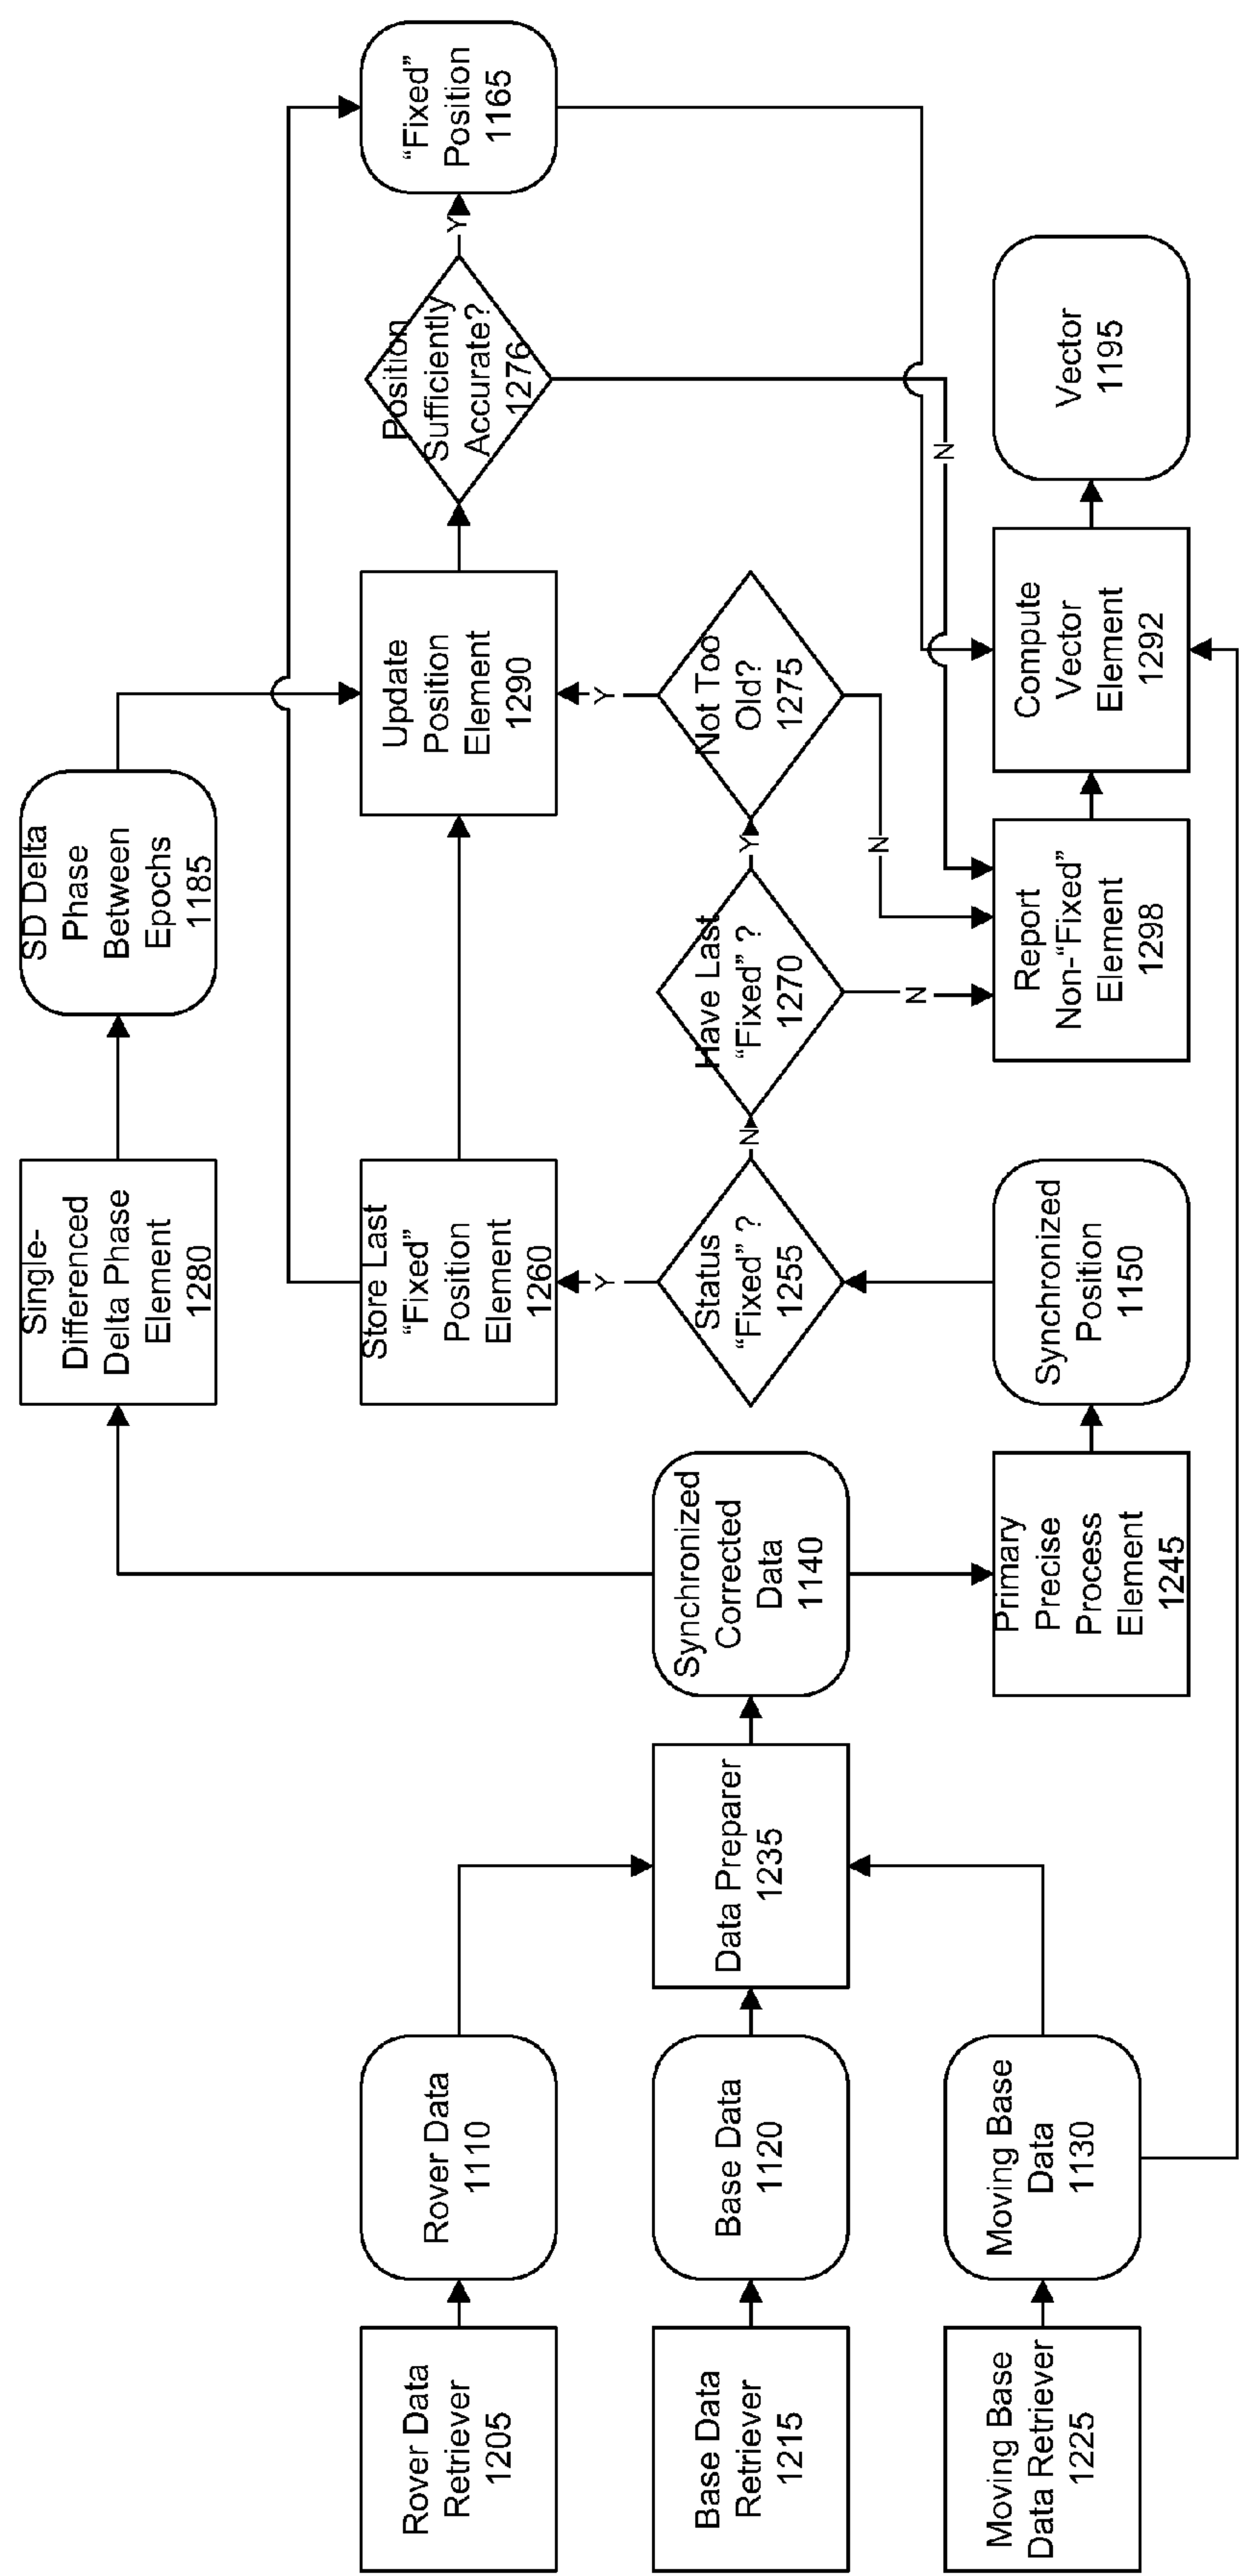 Rover Data
Retriever
1205
Rover Data
1110
Base Data
Retriever
1215
Base Data
1120
Moving Base
Data Retriever
1225
Moving Base
Data
1130
Data Preparer
1235
Synchronized
Corrected
Data
1140
Primary
Precise
Process
Element
1245
Synchronized
Position
1150
Single-
Differenced
Delta Phase
Element
1280
SD Delta
Phase
Between
Epochs
1185
Store Last
“Fixed”
Position
Element
1260
Y
Status
“Fixed” ?
1255
N
Have Last
“Fixed” ?
1270
N
Y
Not Too
Old?
1275
Y
N
Update
Position
Element
1290
Position
Sufficiently
Accurate?
1276
Y
N
“Fixed”
Position
1165
Report
Non-“Fixed”
Element
1298
Compute
Vector
Element
1292
Vector
1195